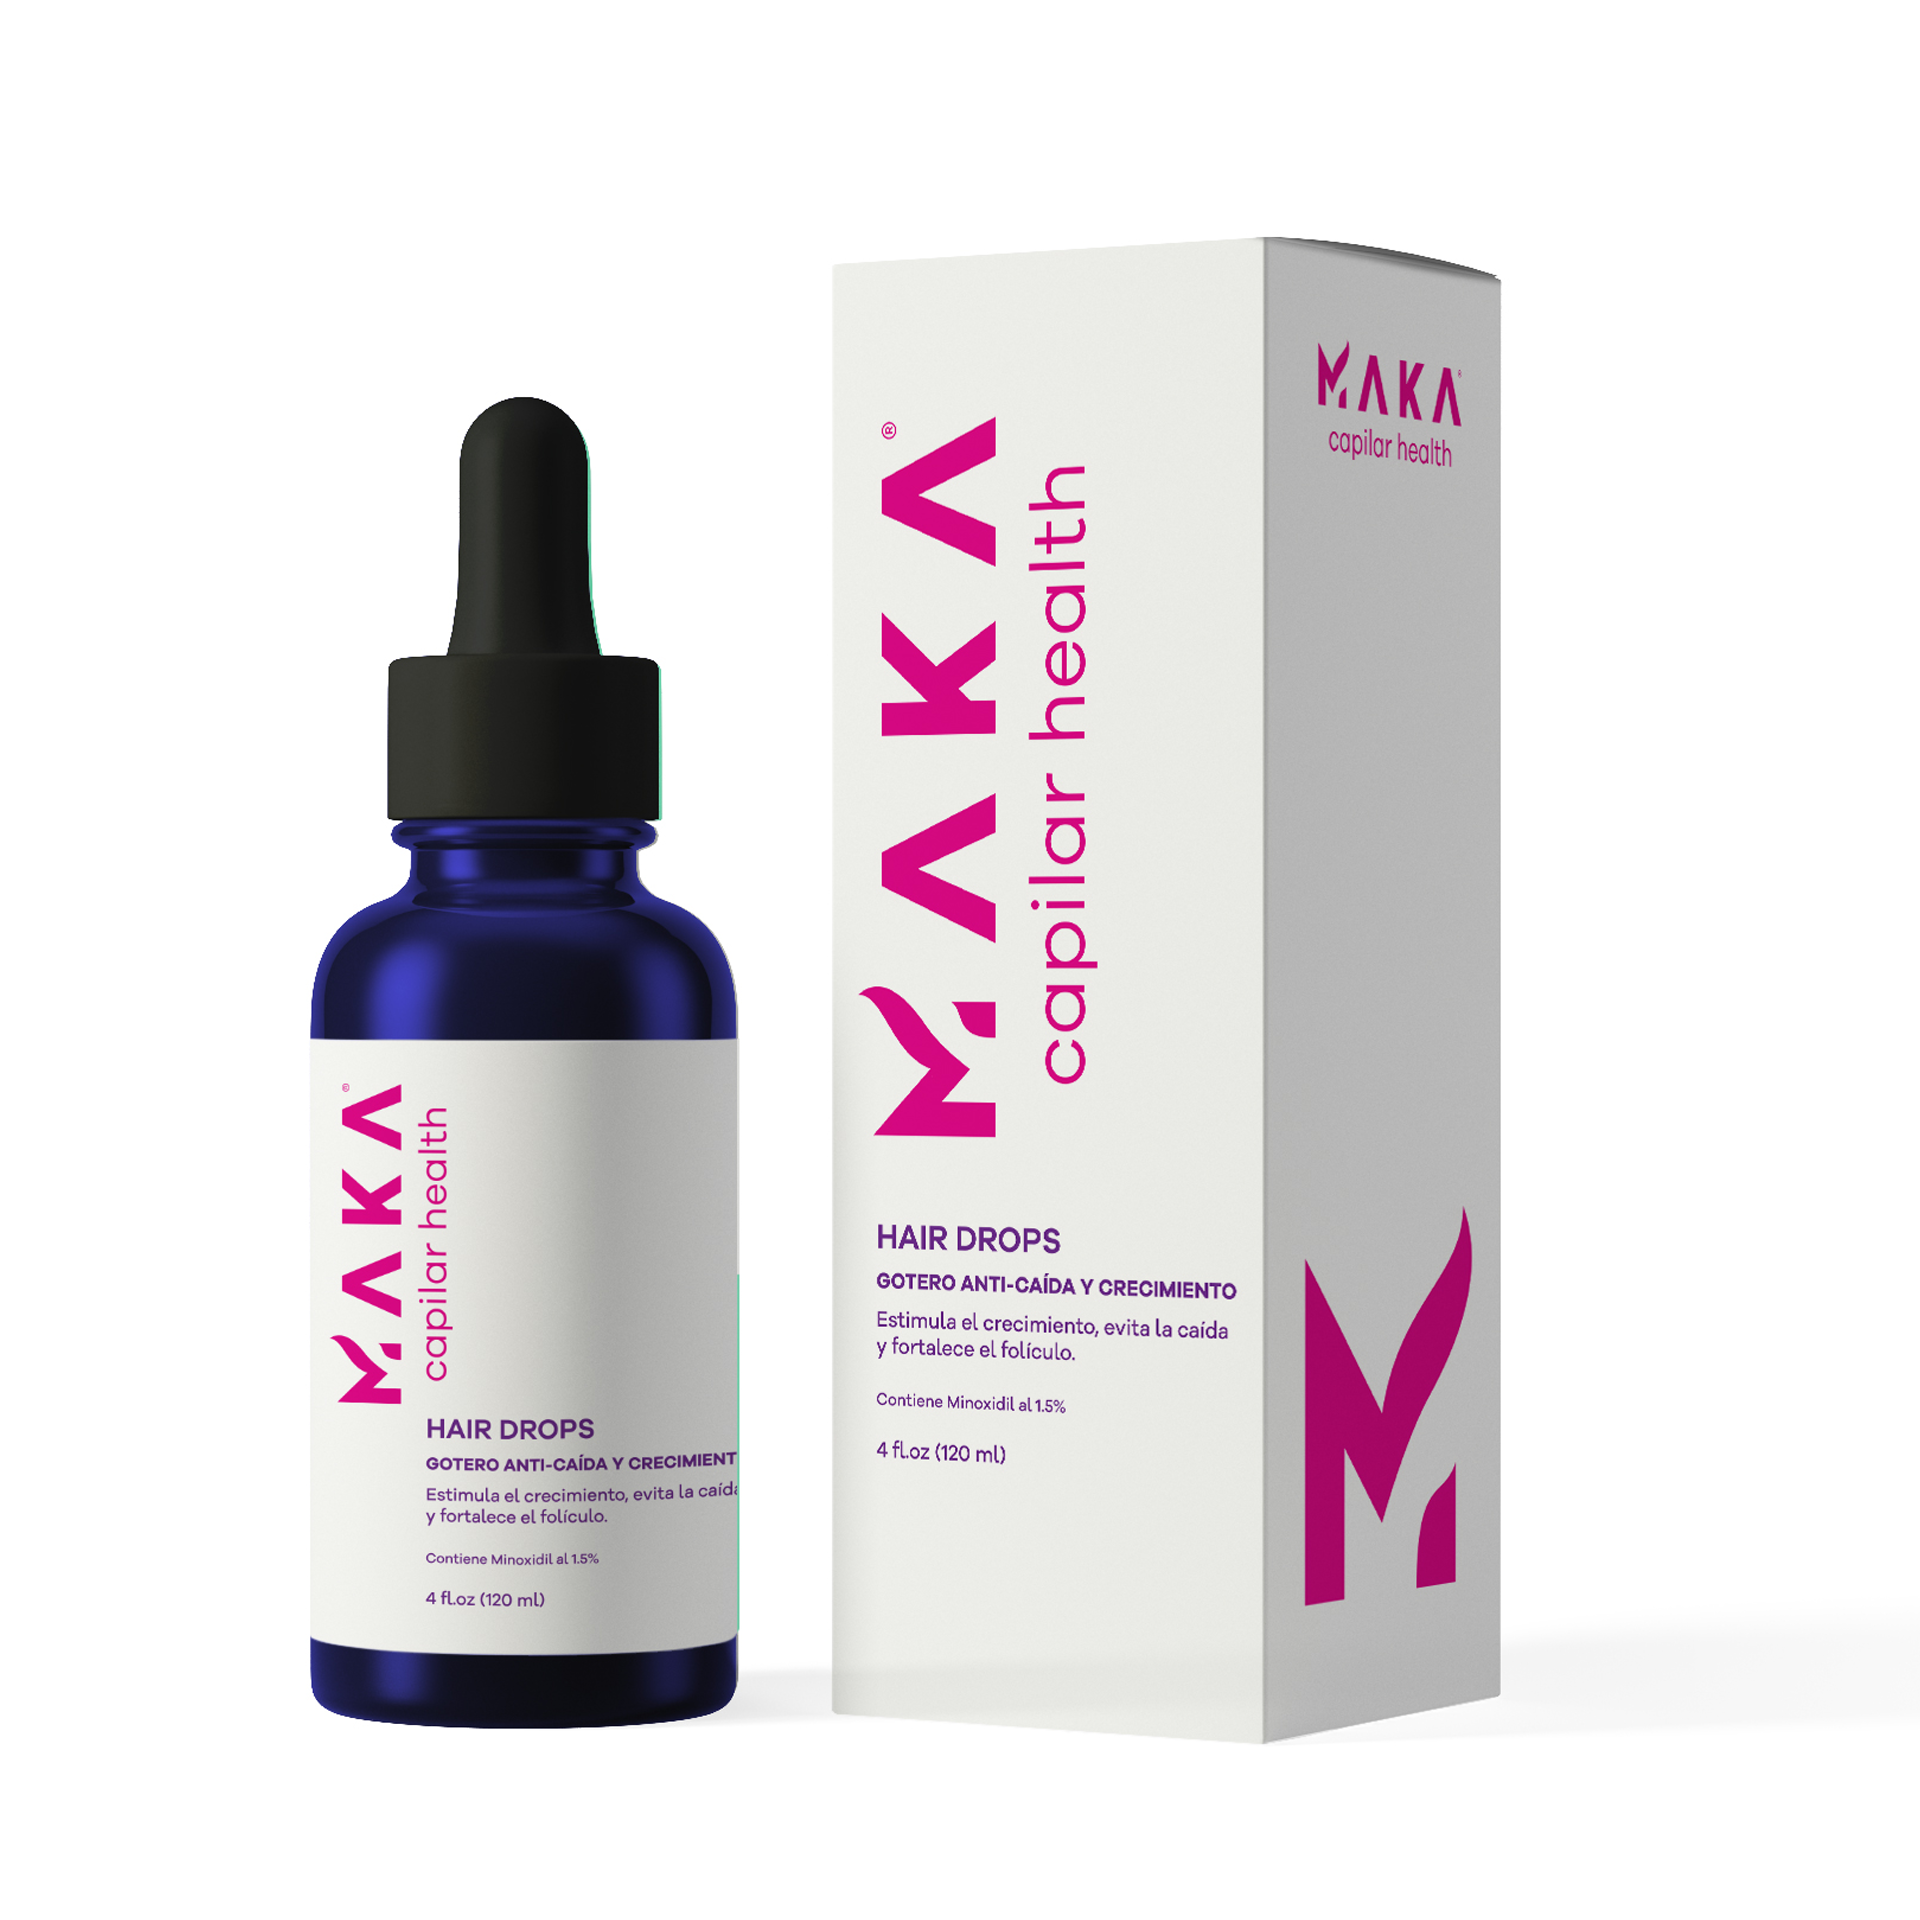 MAKA®
capilar health
HAIR DROPS
GOTERO ANTI-CAÍDA Y CRECIMIENT
Estimula el crecimiento, evita la caída
y fortalece el folículo.
Contiene Minoxidil al 1.5%
4 fl.oz (120 ml)
MAKA®
capilar health
HAIR DROPS
GOTERO ANTI-CAÍDA Y CRECIMIENTO
Estimula el crecimiento, evita la caída
y fortalece el folículo.
Contiene Minoxidil al 1.5%
4 fl.oz (120 ml)
MAKA®
capilar health
M